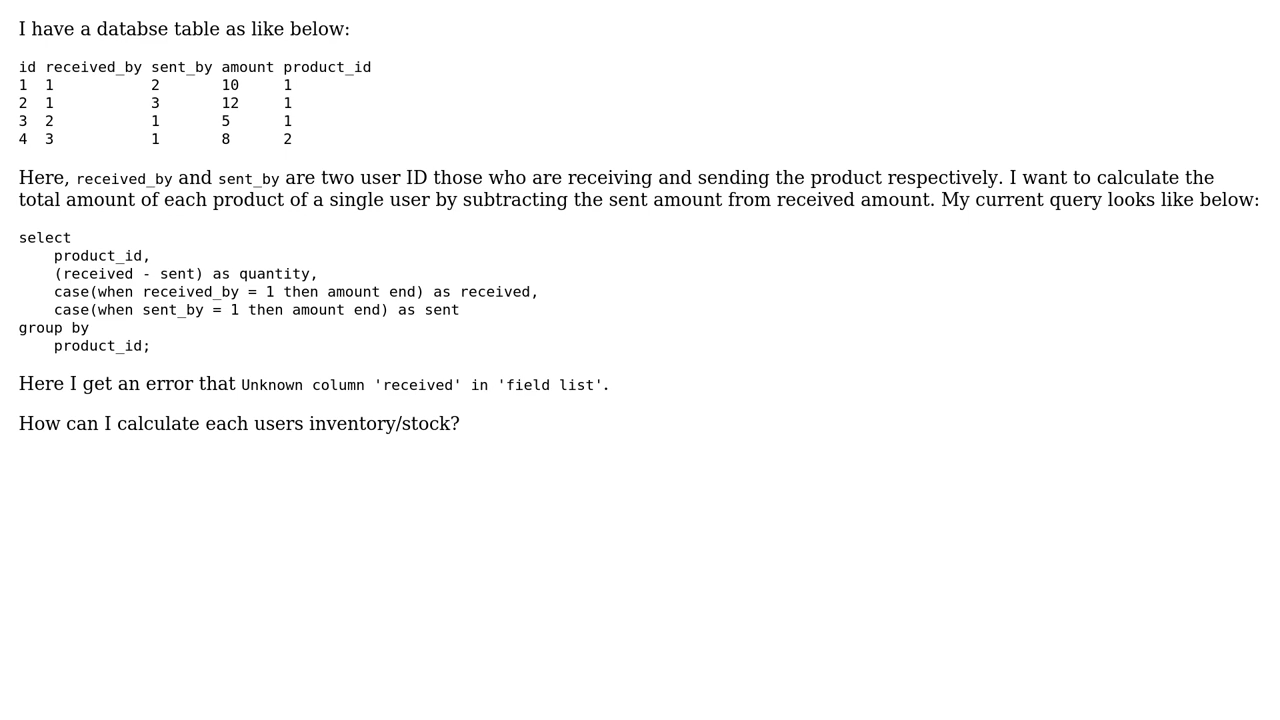 I have a databse table as like below:
id received_by sent_by amount product_id
1  1           2       10     1
2  1           3       12     1
3  2           1       5      1
4  3           1       8      2
Here, received_by and sent_by are two user ID those who are receiving and sending the product respectively. I want to calculate the
total amount of each product of a single user by subtracting the sent amount from received amount. My current query looks like below:
select
    product_id,
    (received - sent) as quantity,
    case(when received_by = 1 then amount end) as received,
    case(when sent_by = 1 then amount end) as sent
group by
    product_id;
Here I get an error that Unknown column 'received' in 'field list'.
How can I calculate each users inventory/stock?